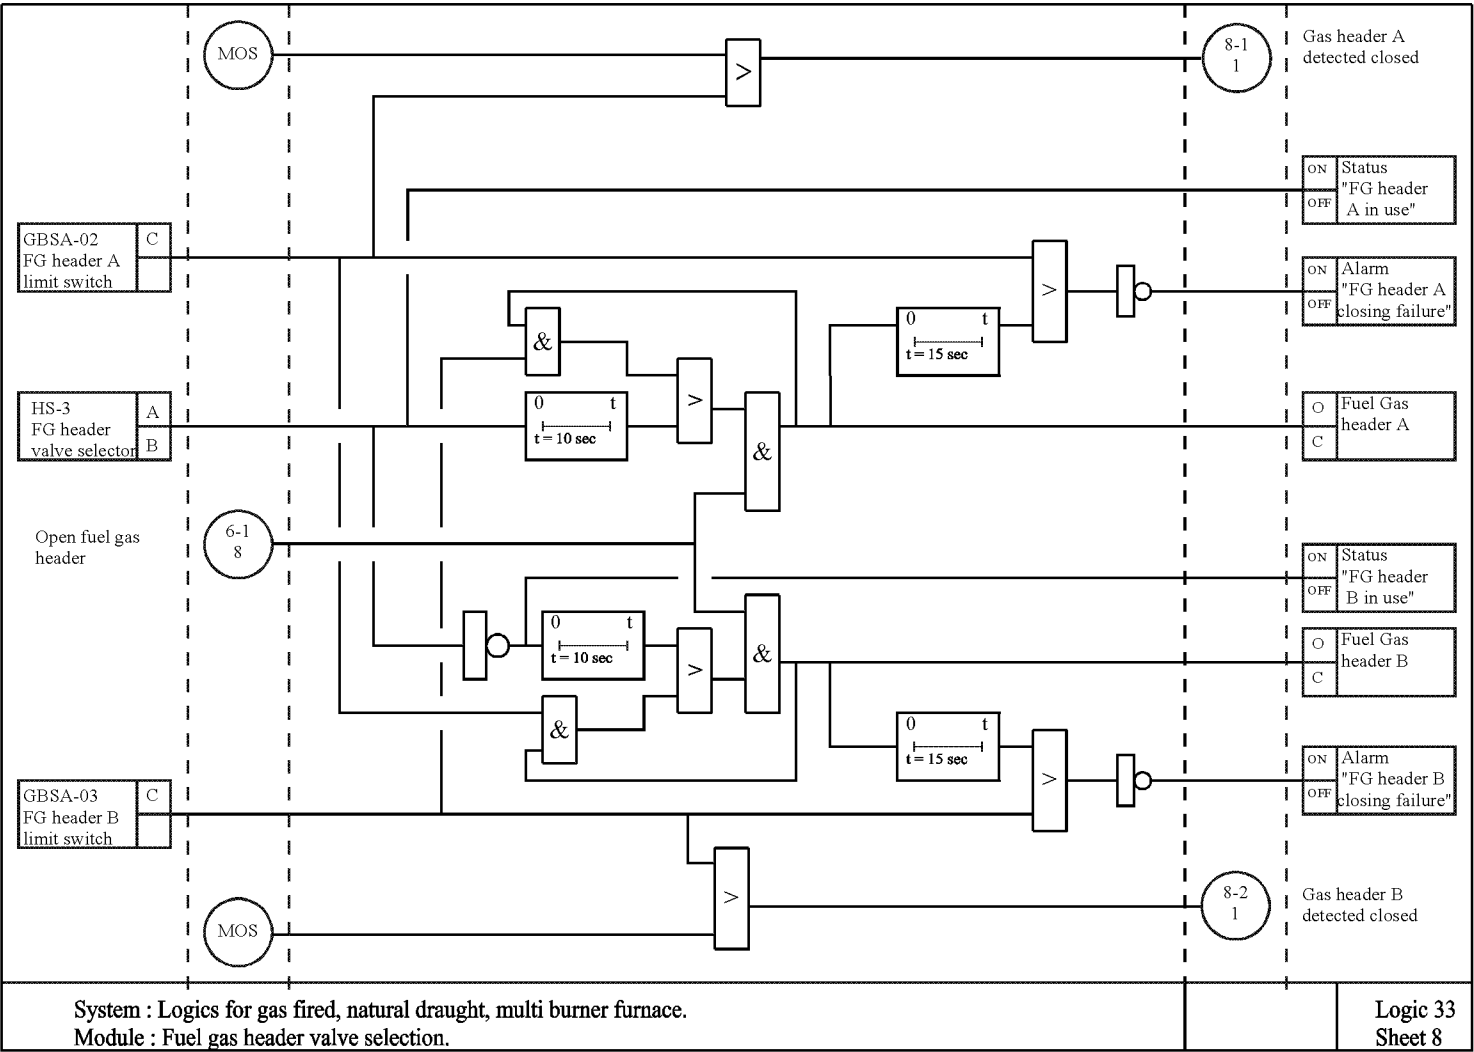 MOS
>
8-1
1
Gas header A
detected closed
ON
OFF
Status
"FG header
A in use"
GBSA-02
FG header A
limit switch
C
>
ON
OFF
Alarm
"FG header A
closing failure"
&
0 t
t = 15 sec
HS-3
FG header
valve selector
A
B
0 t
t = 10 sec
>
&
O
C
Fuel Gas
header A
Open fuel gas
header
6-1
8
ON
OFF
Status
"FG header
B in use"
0 t
t = 10 sec
>
&
O
C
Fuel Gas
header B
&
0 t
t = 15 sec
>
ON
OFF
Alarm
"FG header B
closing failure"
GBSA-03
FG header B
limit switch
C
>
8-2
1
Gas header B
detected closed
MOS
System : Logics for gas fired, natural draught, multi burner furnace.
Module : Fuel gas header valve selection.
Logic 33
Sheet 8